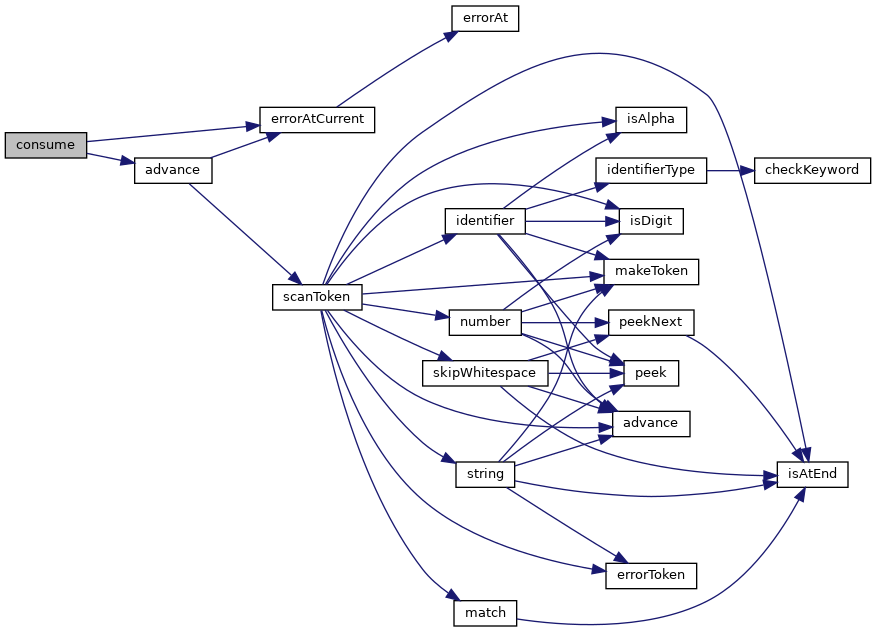 errorAt
errorAtCurrent
isAlpha
consume
advance
identifierType
checkKeyword
identifier
isDigit
makeToken
scanToken
number
peekNext
skipWhitespace
peek
advance
string
isAtEnd
errorToken
match